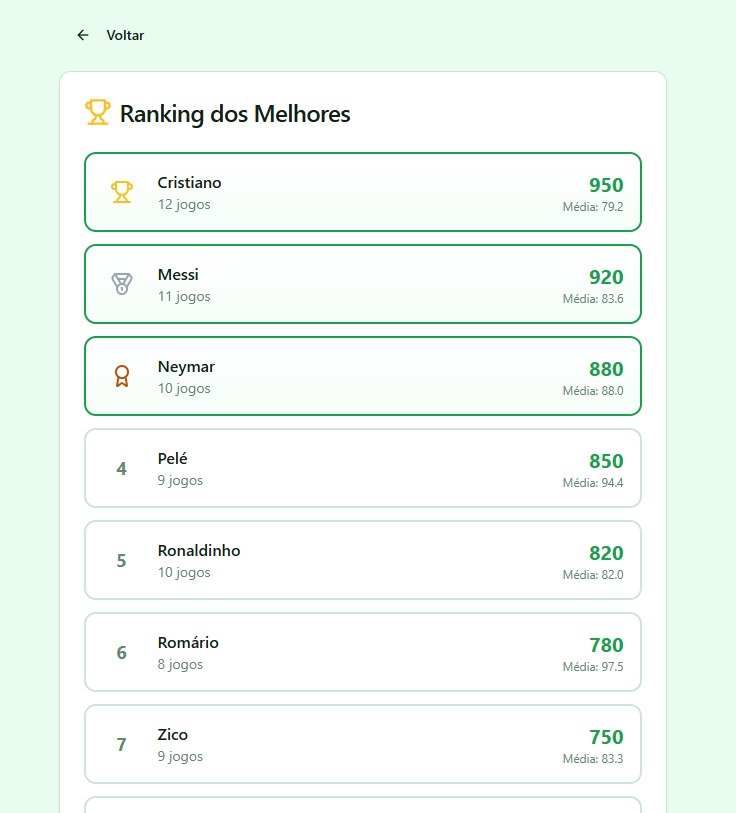 Voltar
Ranking dos Melhores
Cristiano
12 jogos
950
Média: 79.2
Messi
11 jogos
920
Média: 83.6
Neymar
10 jogos
880
Média: 88.0
4
Pelé
9 jogos
850
Média: 94.4
5
Ronaldinho
10 jogos
820
Média: 82.0
6
Romário
8 jogos
780
Média: 97.5
7
Zico
9 jogos
750
Média: 83.3